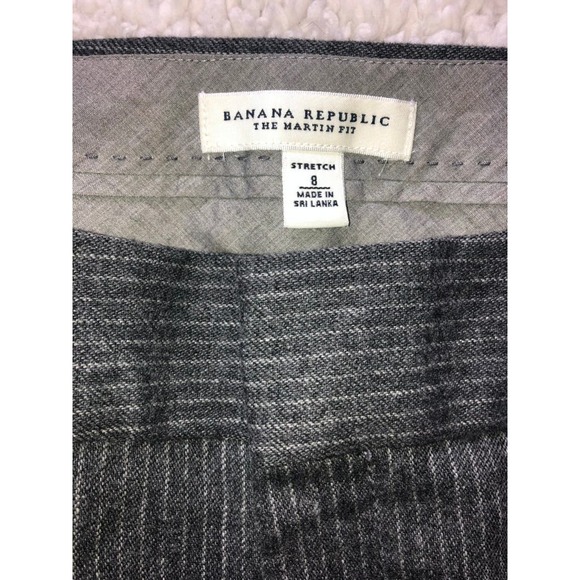 BANANA REPUBLIC
THE MARTIN FIT
STRETCH
8
MADE IN
SRI LANKA